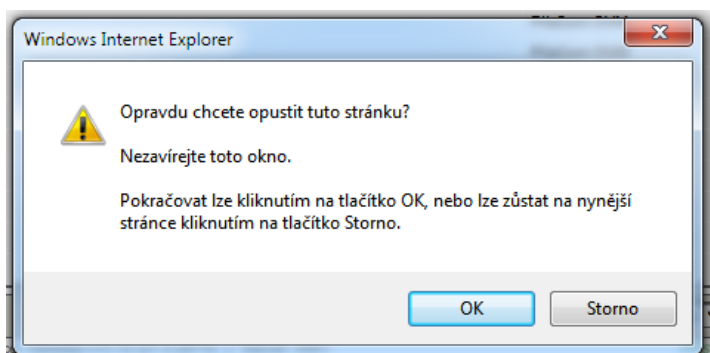 Windows Internet Explorer
Opravdu chcete opustit tuto stránku?
Nezavírejte toto okno.
Pokračovat lze kliknutím na tlačítko OK, nebo lze zůstat na nynější
stránce kliknutím na tlačítko Storno.
OK
Storno